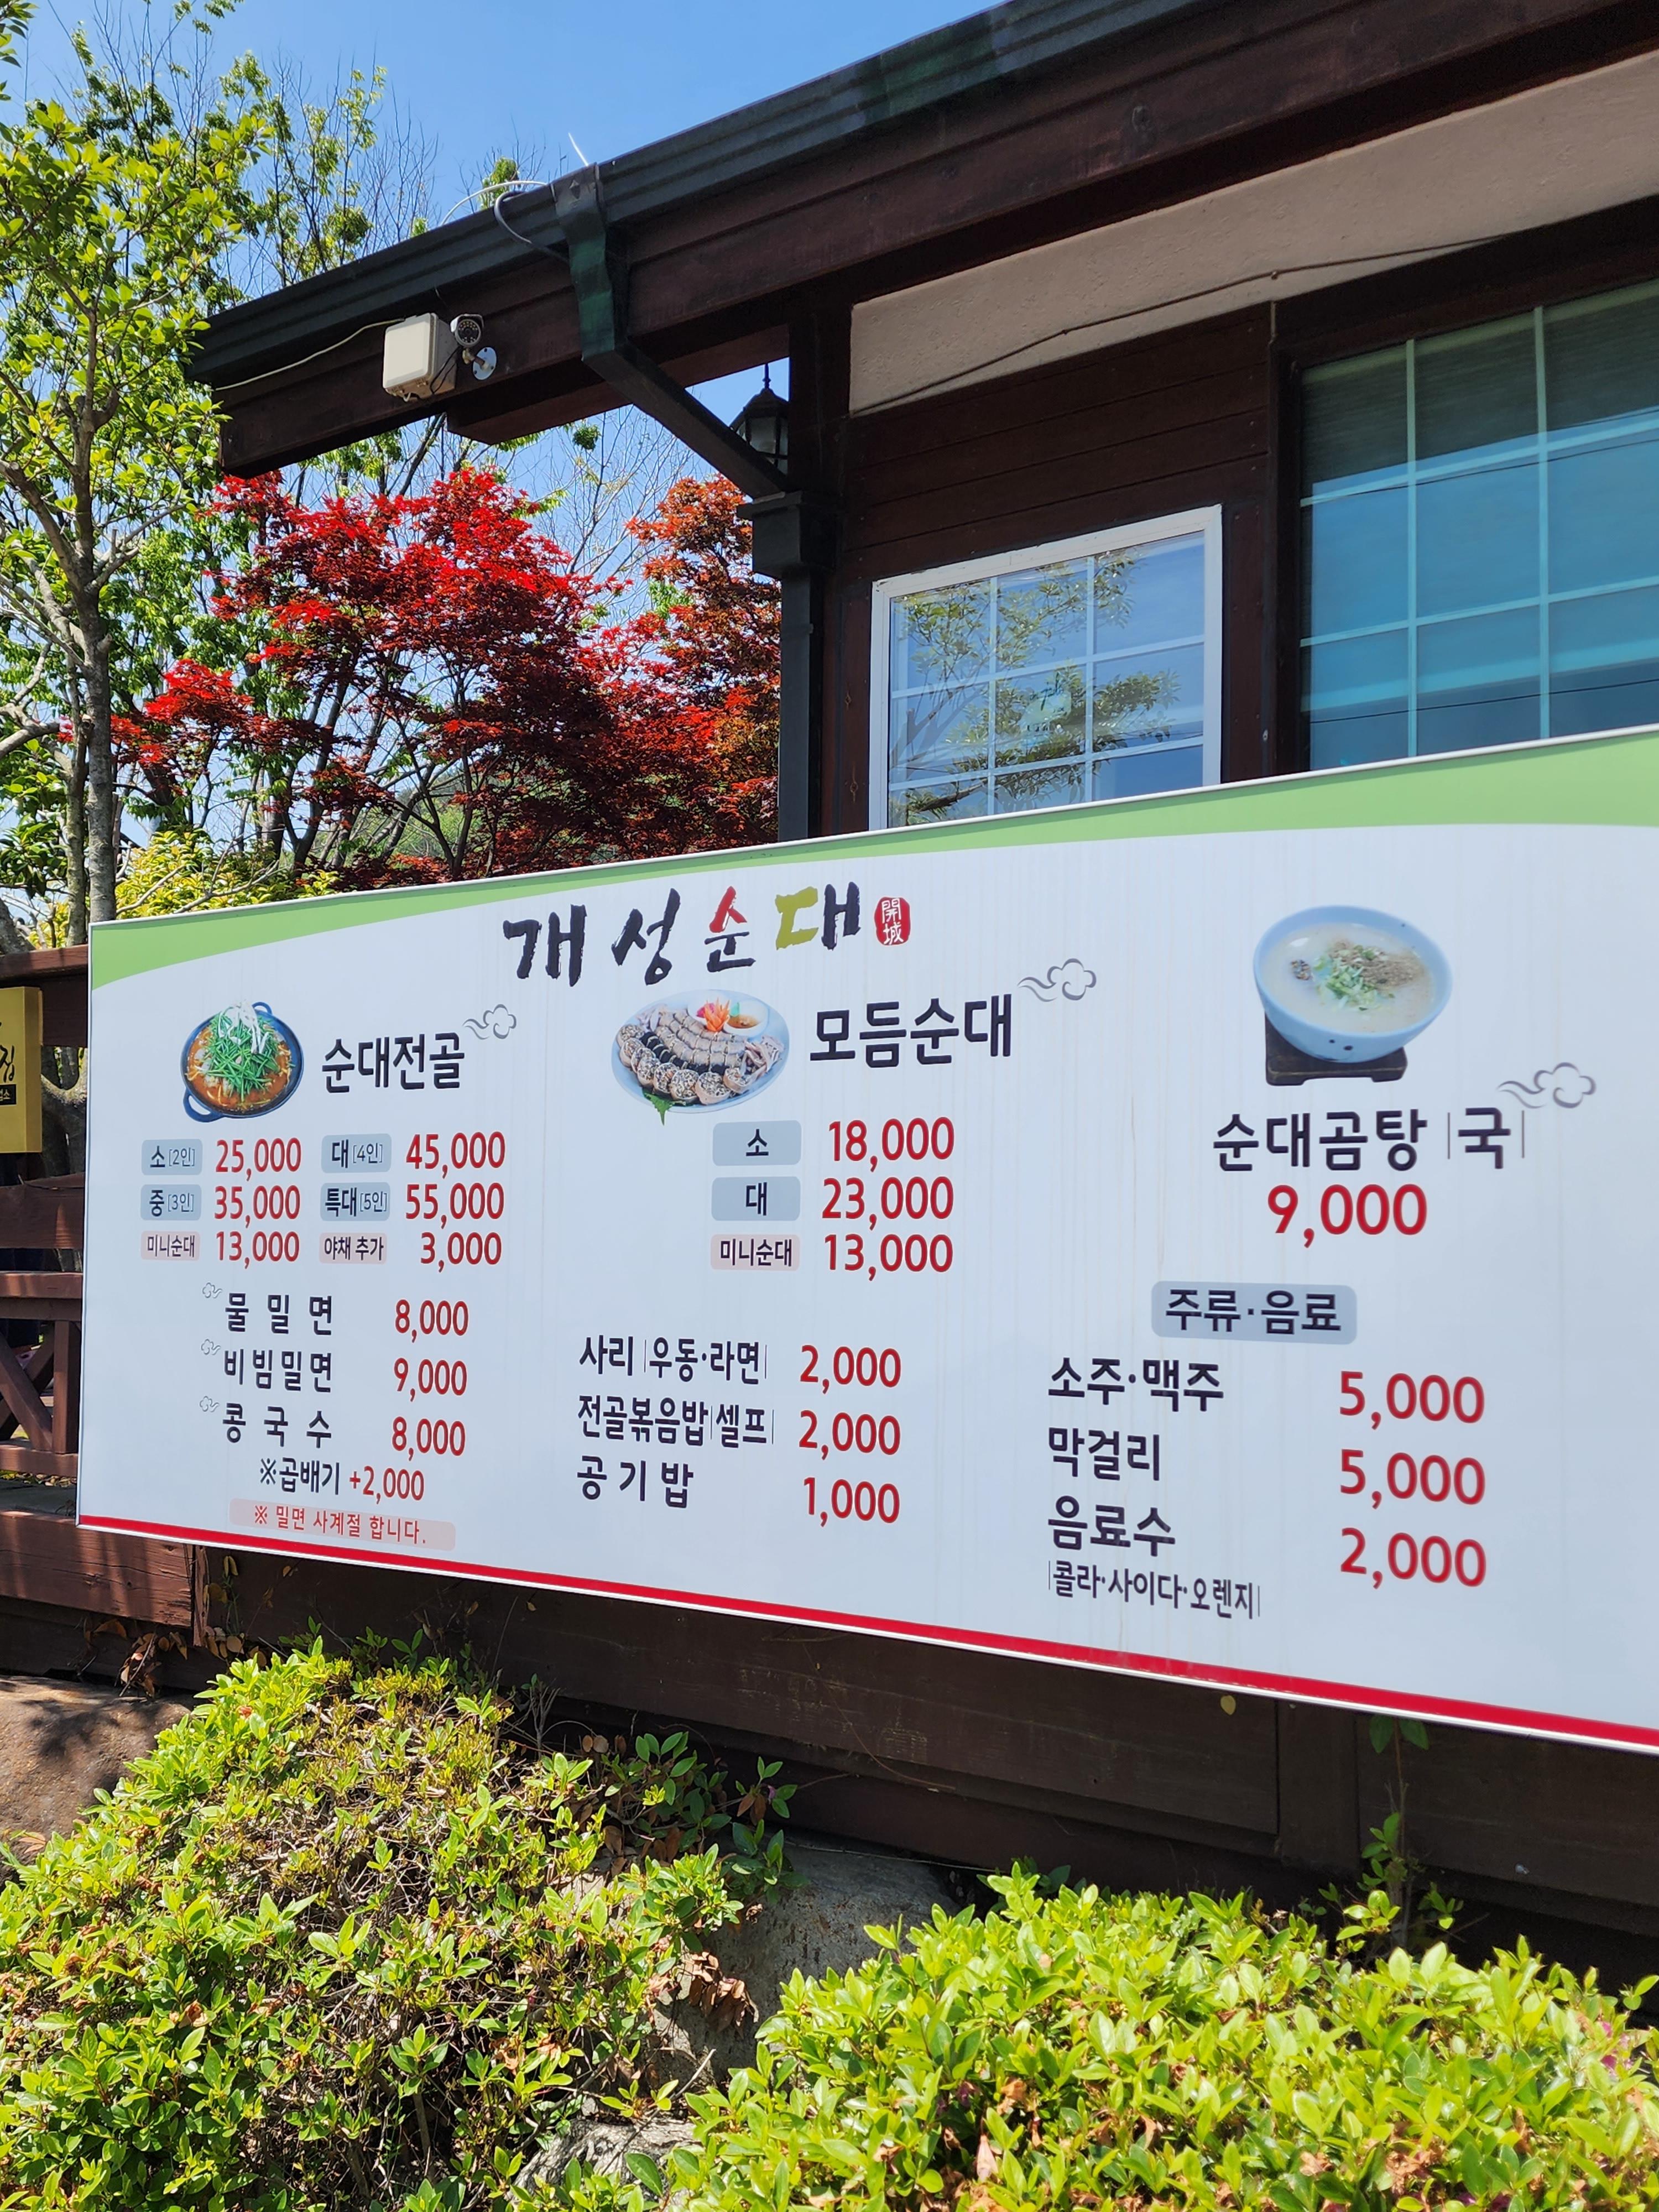 개성순대 開城
순대전골
소[2인] 25,000 대[4인] 45,000
중[3인] 35,000 특대[5인] 55,000
미니순대 13,000 야채 추가 3,000
물밀면 8,000
비빔밀면 9,000
콩국수 8,000
※곱배기 +2,000
※ 밀면 사계절 합니다.
모듬순대
소 18,000
대 23,000
미니순대 13,000
사리|우동·라면| 2,000
전골볶음밥|셀프| 2,000
공기밥 1,000
순대곰탕|국|
9,000
주류·음료
소주·맥주 5,000
막걸리 5,000
음료수 2,000
|콜라·사이다·오렌지|